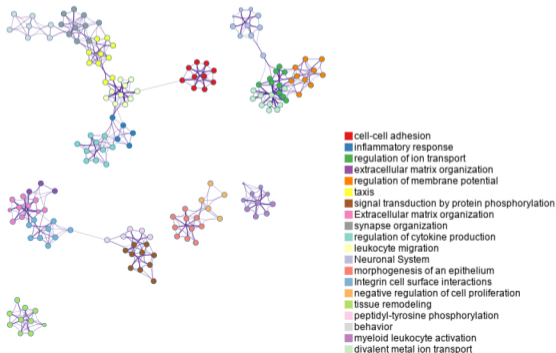 cell-cell adhesion
inflammatory response
regulation of ion transport
extracellular matrix organization
regulation of membrane potential
taxis
signal transduction by protein phosphorylation
Extracellular matrix organization
synapse organization
regulation of cytokine production
leukocyte migration
Neuronal System
morphogenesis of an epithelium
Integrin cell surface interactions
negative regulation of cell proliferation
tissue remodeling
peptidyl-tyrosine phosphorylation
behavior
myeloid leukocyte activation
divalent metal ion transport